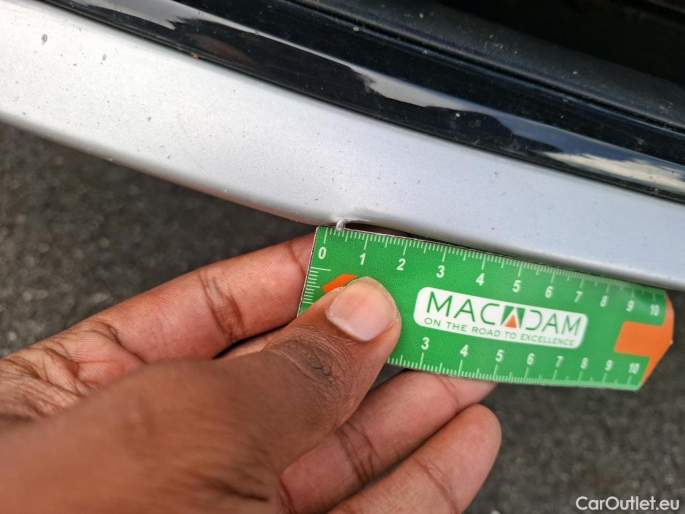 0 1 2 3 4 5 6 7 8 9 10
MACADAM
ON THE ROAD TO EXCELLENCE
3 4 5 6 7 8 9 10
CarOutlet.eu